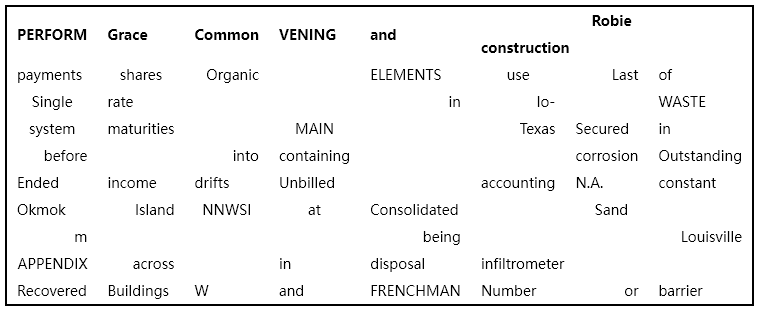 PERFORM Grace Common VENING and construction Robie
payments shares Organic ELEMENTS use Last of
Single rate in lo- WASTE
system maturities MAIN Texas Secured in
before into containing corrosion Outstanding
Ended income drifts Unbilled accounting N.A. constant
Okmok Island NNWSI at Consolidated Sand
m being Louisville
APPENDIX across in disposal infiltrometer
Recovered Buildings W and FRENCHMAN Number or barrier